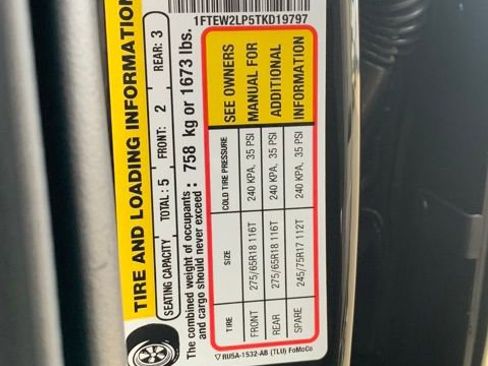 1FTEW2LP5TKD19797
TIRE AND LOADING INFORMATION
SEATING CAPACITY TOTAL: 5 FRONT: 2 REAR: 3
The combined weight of occupants
and cargo should never exceed : 758 kg or 1673 lbs.
TIRE SIZE COLD TIRE PRESSURE SEE OWNERS
FRONT 275/65R18 116T 240 KPA, 35 PSI MANUAL FOR
REAR 275/65R18 116T 240 KPA, 35 PSI ADDITIONAL
SPARE 245/75R17 112T 240 KPA, 35 PSI INFORMATION
RU5A-1532-AB (TLU) FoMoCo